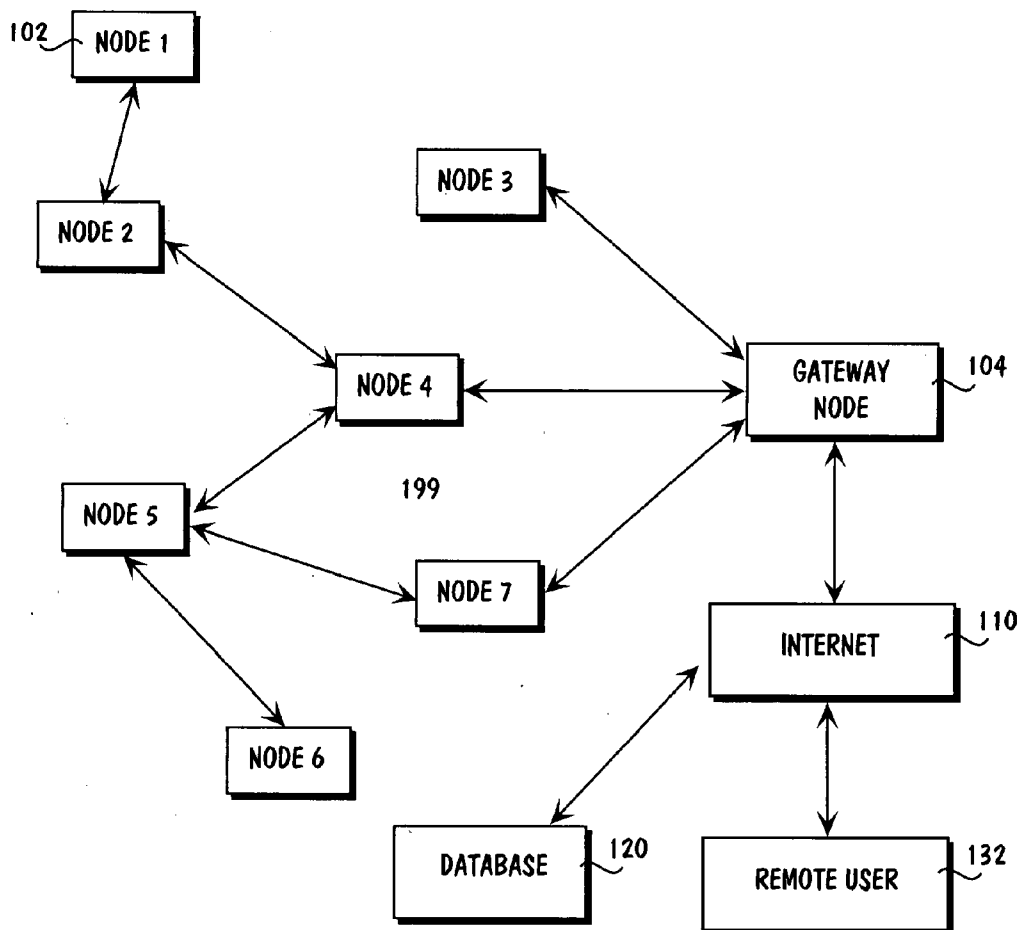 102
NODE 1
NODE 3
NODE 2
GATEWAY
NODE
104
NODE 4
199
NODE 5
NODE 7
INTERNET
110
NODE 6
DATABASE
120
REMOTE USER
132